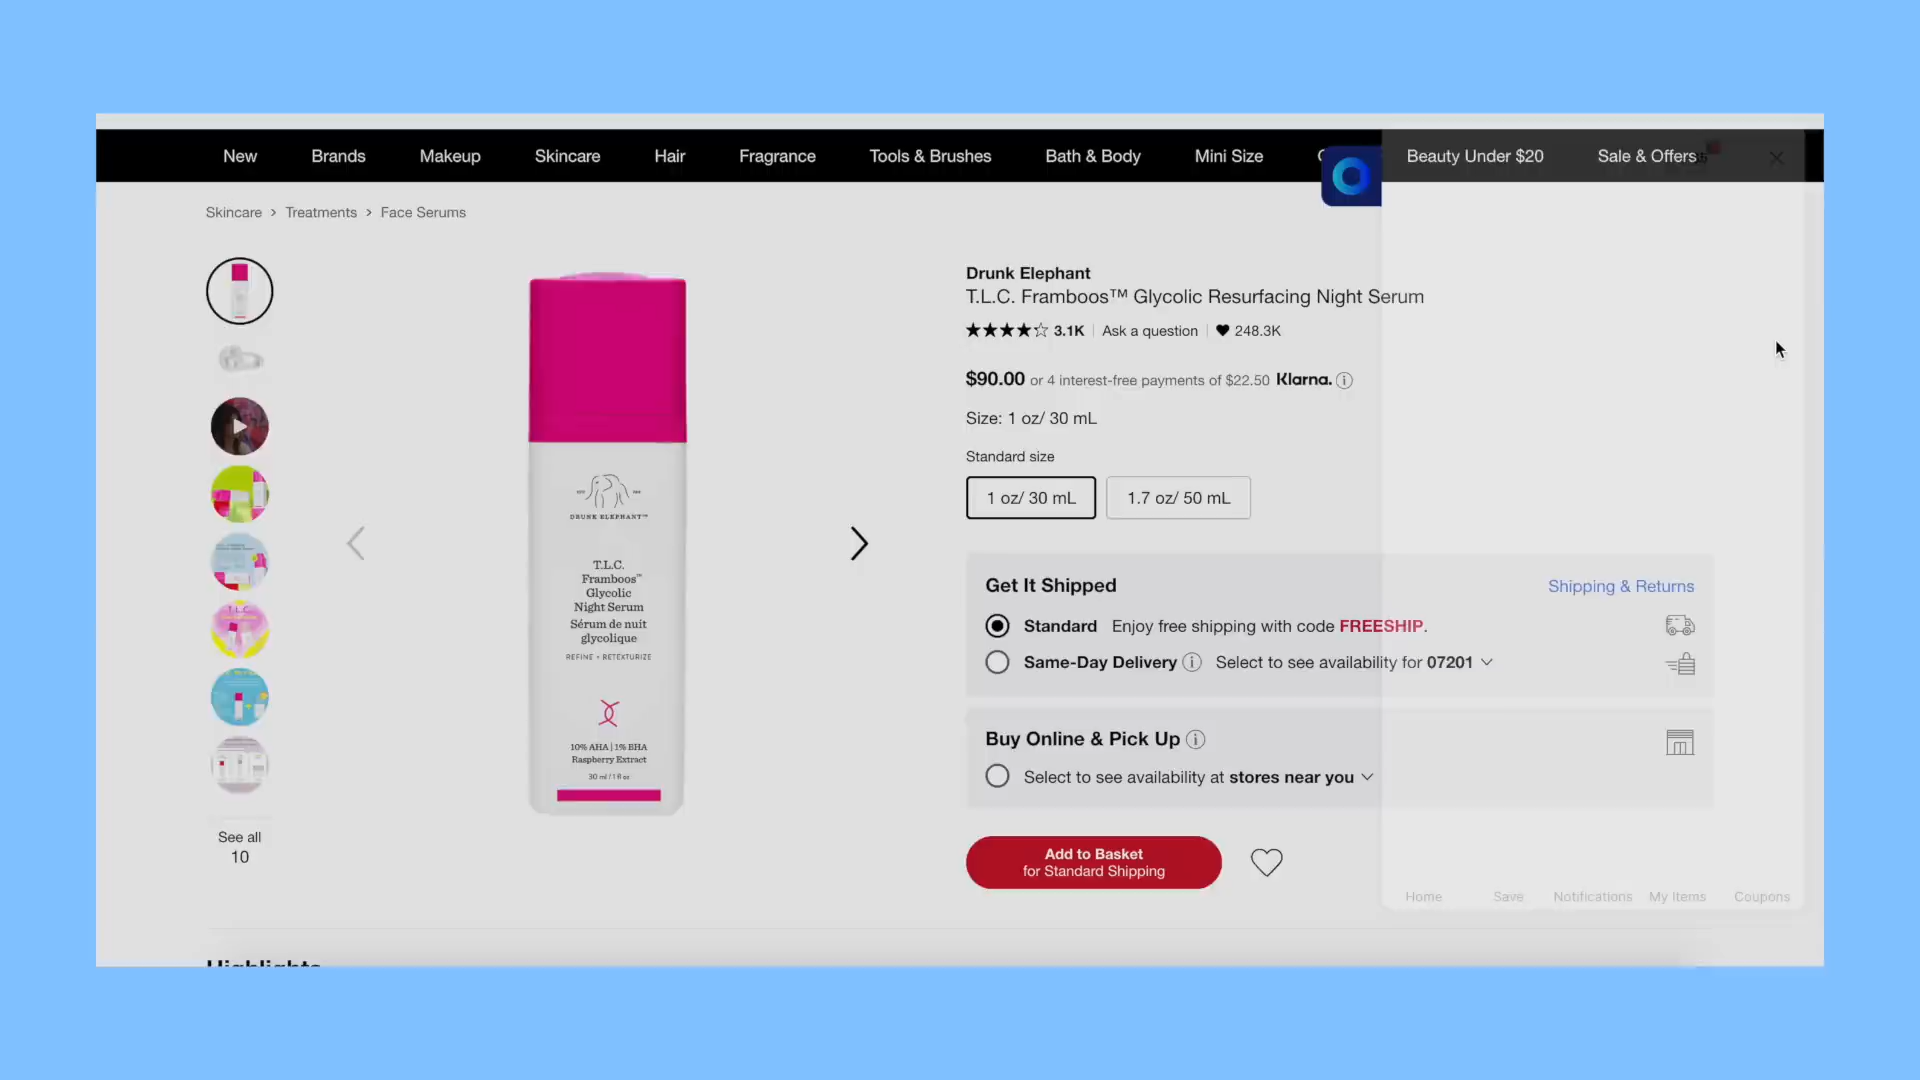 New Brands Makeup Skincare Hair Fragrance Tools & Brushes Bath & Body Mini Size Beauty Under $20 Sale & Offers
Skincare > Treatments > Face Serums
Drunk Elephant
T.L.C. Framboos™ Glycolic Resurfacing Night Serum
3.1K Ask a question 248.3K
$90.00 or 4 interest-free payments of $22.50 Klarna.
Size: 1 oz/ 30 mL
Standard size
1 oz/ 30 mL 1.7 oz/ 50 mL
DRUNK ELEPHANT™
T.L.C.
Framboos™
Glycolic
Night Serum
Sérum de nuit
glycolique
REFINE + RETEXTURIZE
10% AHA | 1% BHA
Raspberry Extract
30 ml / 1 fl oz
Get It Shipped Shipping & Returns
Standard Enjoy free shipping with code FREESHIP.
Same-Day Delivery Select to see availability for 07201
Buy Online & Pick Up
Select to see availability at stores near you
See all
10
Add to Basket
for Standard Shipping
Home Save Notifications My Items Coupons
Highlights